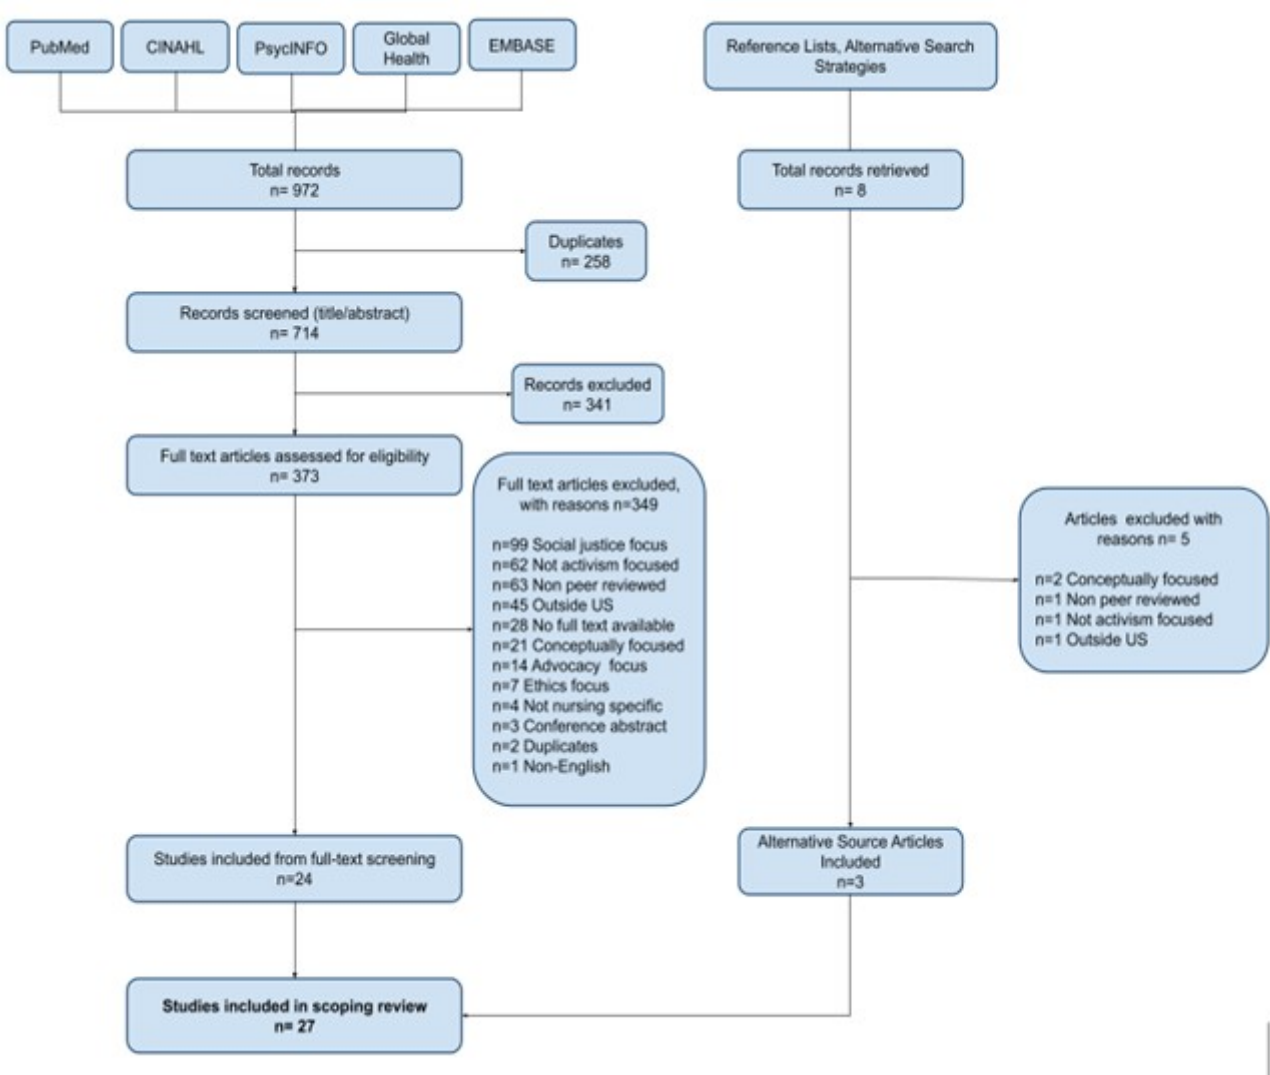 PubMed
CINAHL
PsycINFO
Global
Health
EMBASE
Reference Lists, Alternative Search
Strategies
Total records
n= 972
Total records retrieved
n= 8
Duplicates
n= 258
Records screened (title/abstract)
n= 714
Records excluded
n= 341
Full text articles assessed for eligibility
n= 373
Full text articles excluded,
with reasons n=349
n=99 Social justice focus
n=62 Not activism focused
n=63 Non peer reviewed
n=45 Outside US
n=28 No full text available
n=21 Conceptually focused
n=14 Advocacy focus
n=7 Ethics focus
n=4 Not nursing specific
n=3 Conference abstract
n=2 Duplicates
n=1 Non-English
Articles excluded with
reasons n= 5
n=2 Conceptually focused
n=1 Non peer reviewed
n=1 Not activism focused
n=1 Outside US
Studies included from full-text screening
n=24
Alternative Source Articles
Included
n=3
Studies included in scoping review
n= 27